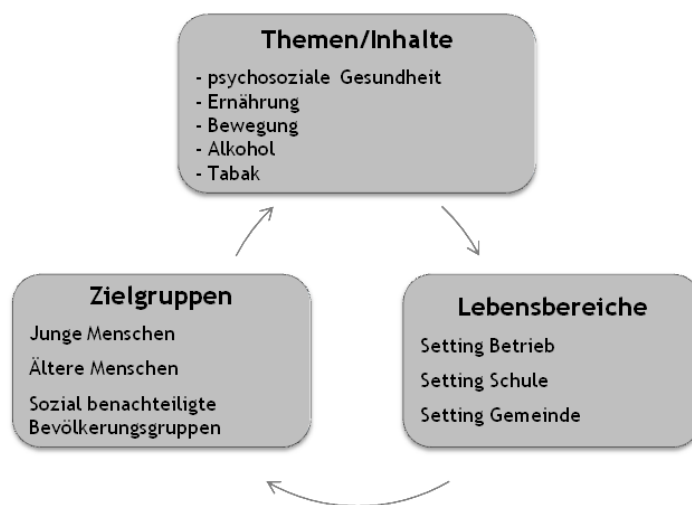 Themen/Inhalte
- psychosoziale Gesundheit
- Ernährung
- Bewegung
- Alkohol
- Tabak
Zielgruppen
Junge Menschen
Ältere Menschen
Sozial benachteiligte
Bevölkerungsgruppen
Lebensbereiche
Setting Betrieb
Setting Schule
Setting Gemeinde